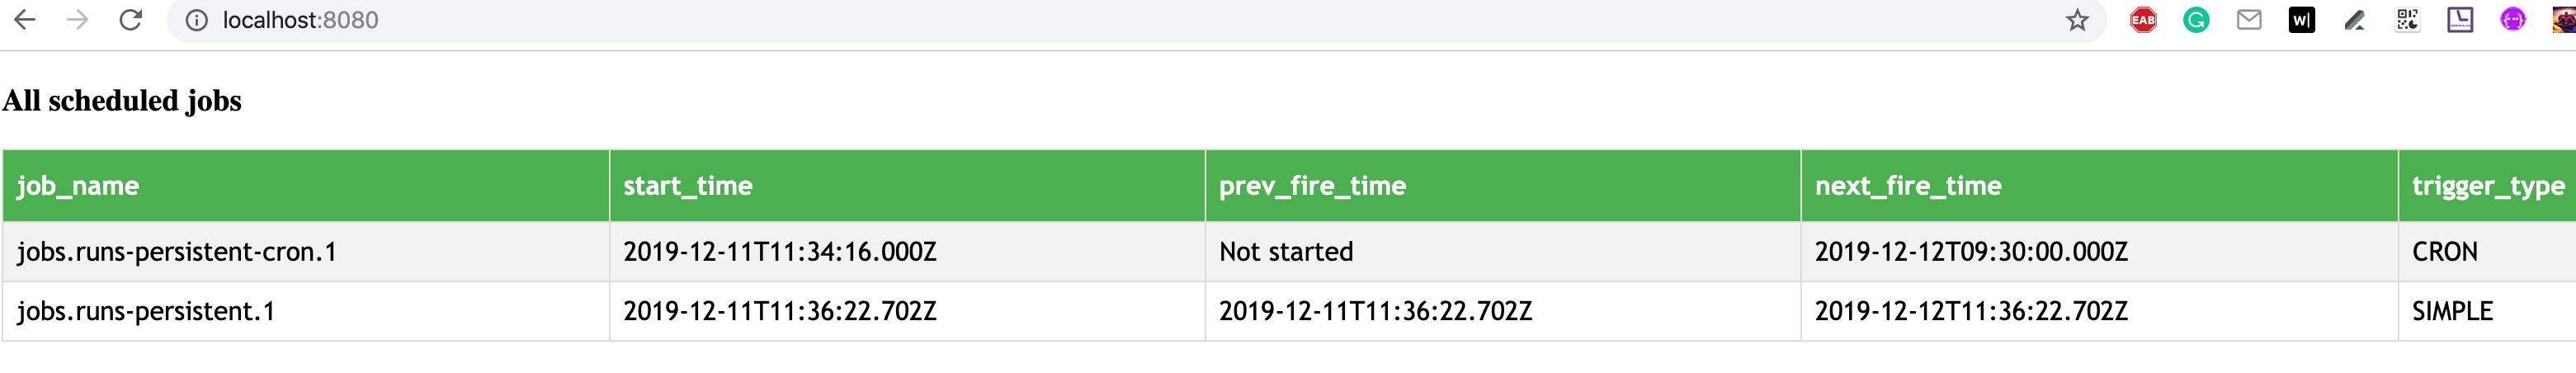 localhost:8080
EAB
w|
All scheduled jobs
job_name start_time prev_fire_time next_fire_time trigger_type
jobs.runs-persistent-cron.1 2019-12-11T11:34:16.000Z Not started 2019-12-12T09:30:00.000Z CRON
jobs.runs-persistent.1 2019-12-11T11:36:22.702Z 2019-12-11T11:36:22.702Z 2019-12-12T11:36:22.702Z SIMPLE